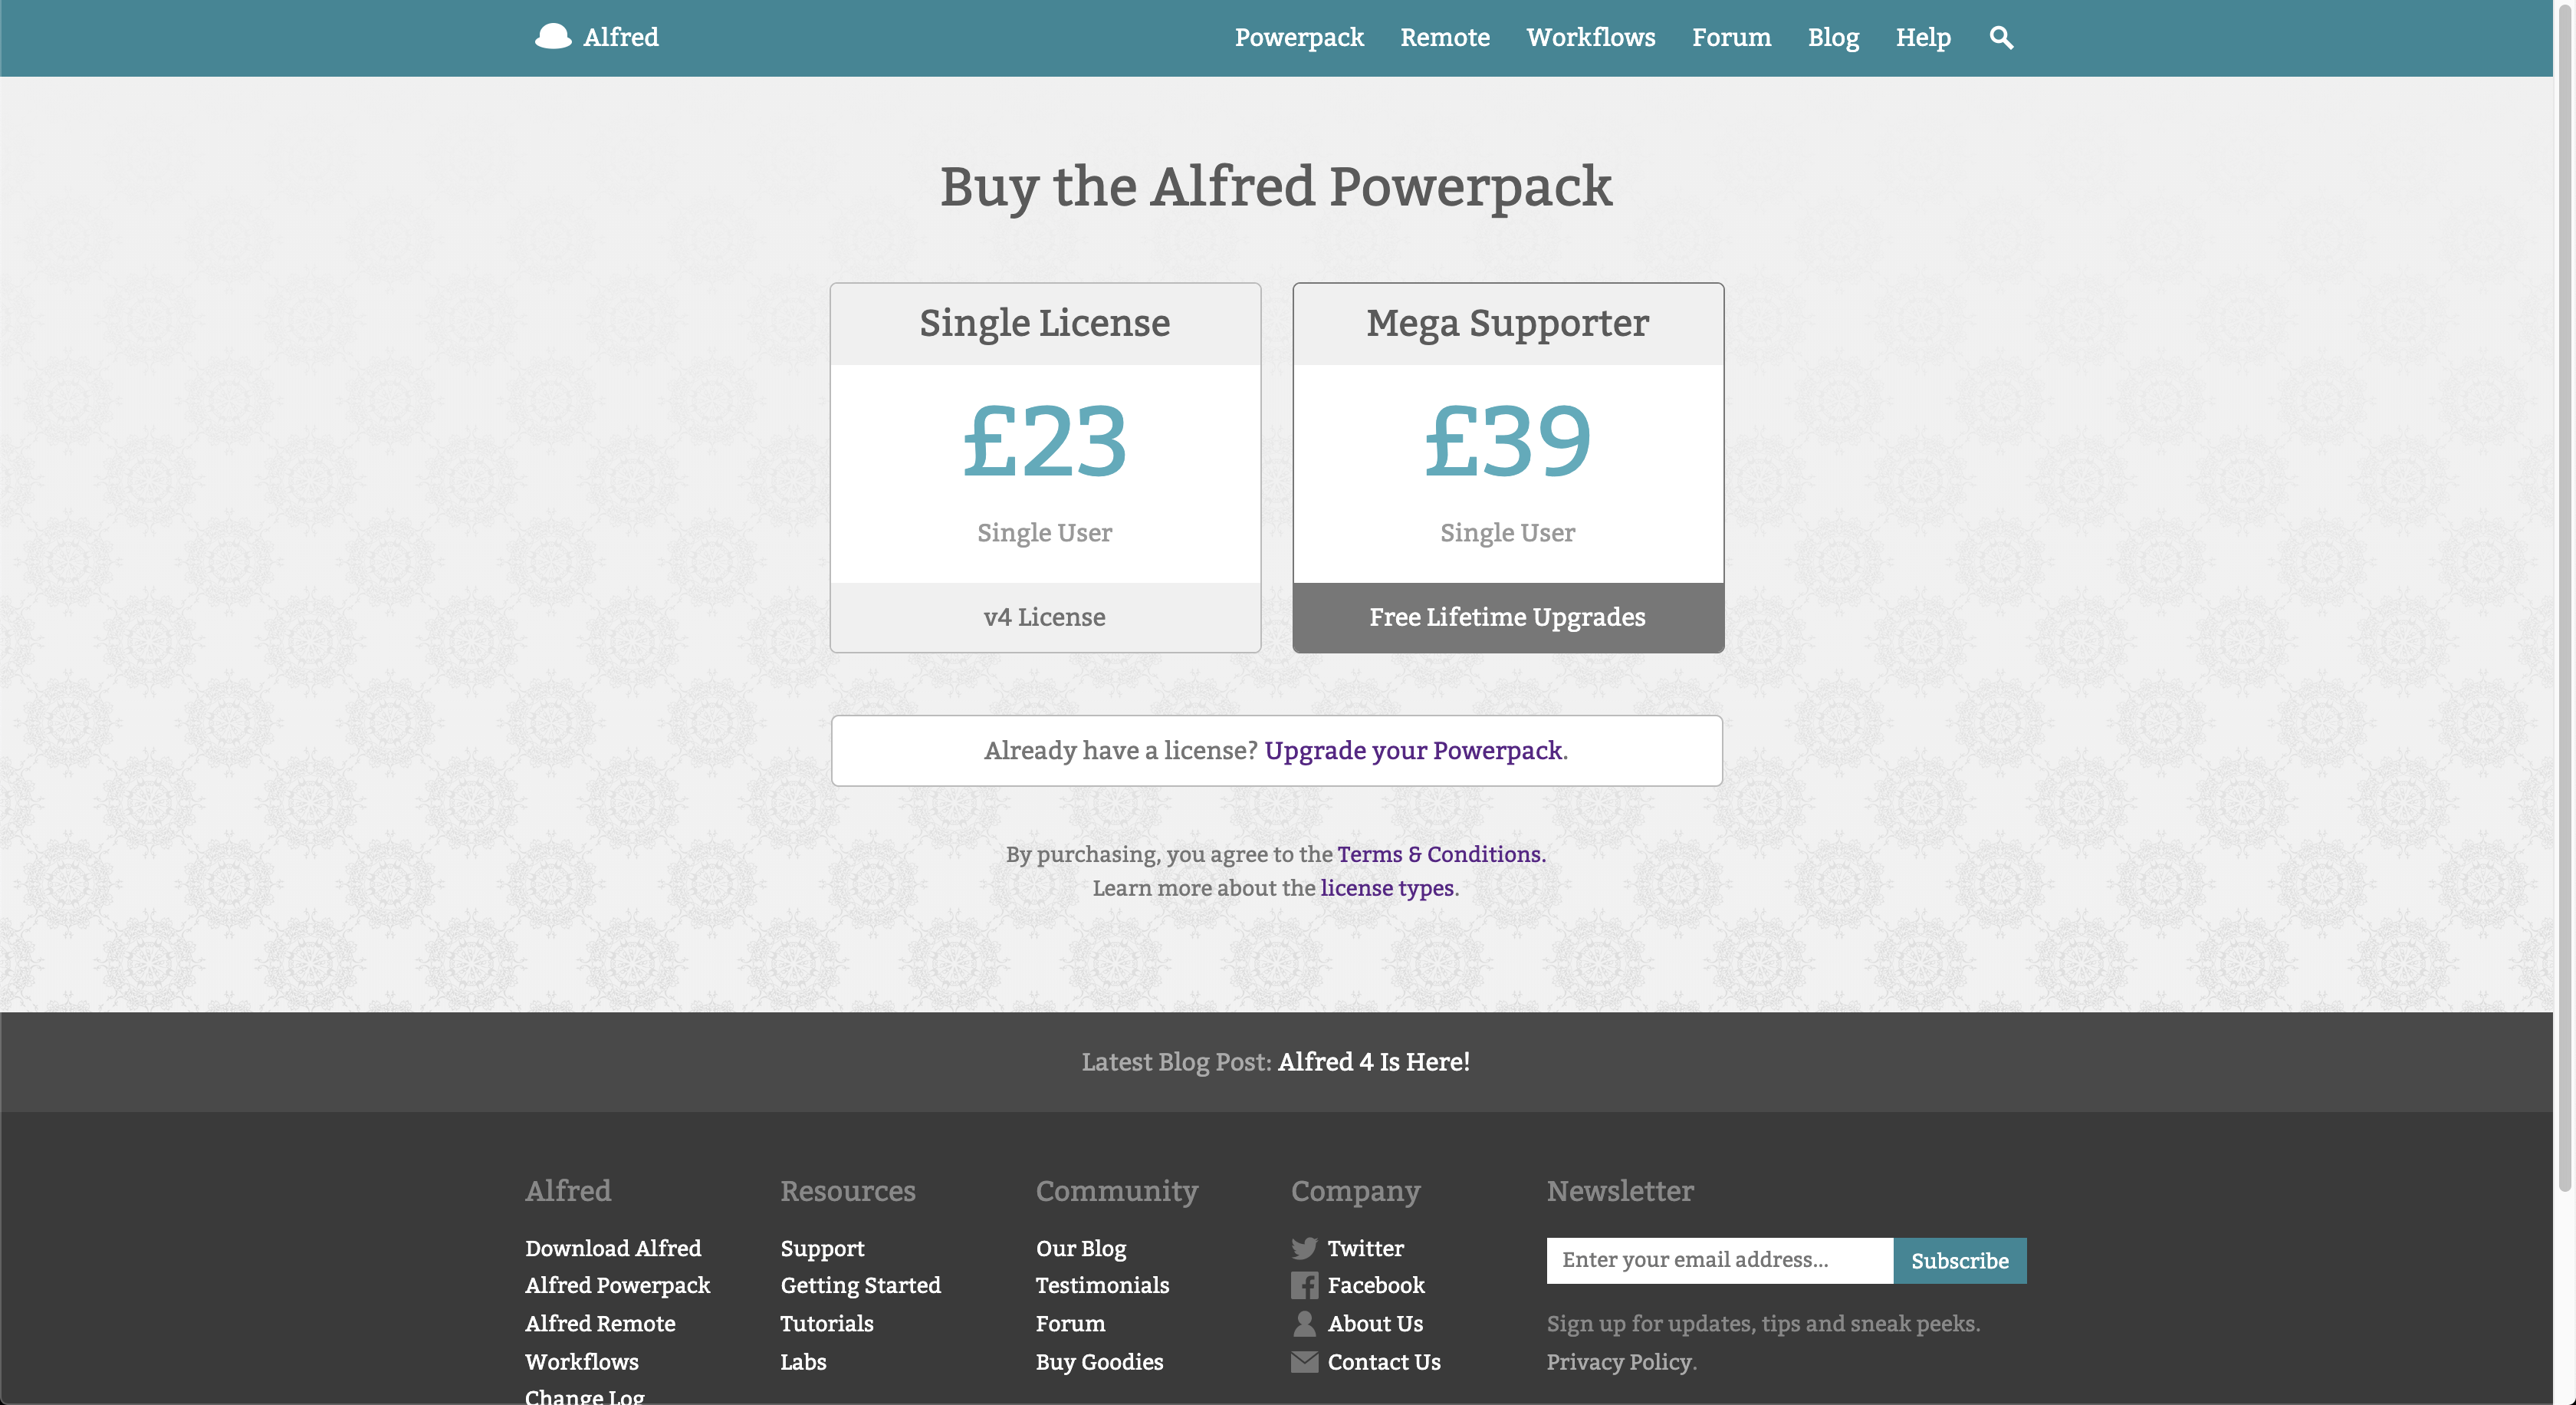 Alfred
Powerpack Remote Workflows Forum Blog Help
Buy the Alfred Powerpack
Single License
£23
Single User
v4 License
Mega Supporter
£39
Single User
Free Lifetime Upgrades
Already have a license? Upgrade your Powerpack.
By purchasing, you agree to the Terms & Conditions.
Learn more about the license types.
Latest Blog Post: Alfred 4 Is Here!
Alfred
Download Alfred
Alfred Powerpack
Alfred Remote
Workflows
Change Log
Resources
Support
Getting Started
Tutorials
Labs
Community
Our Blog
Testimonials
Forum
Buy Goodies
Company
Twitter
Facebook
About Us
Contact Us
Newsletter
Enter your email address... Subscribe
Sign up for updates, tips and sneak peeks.
Privacy Policy.